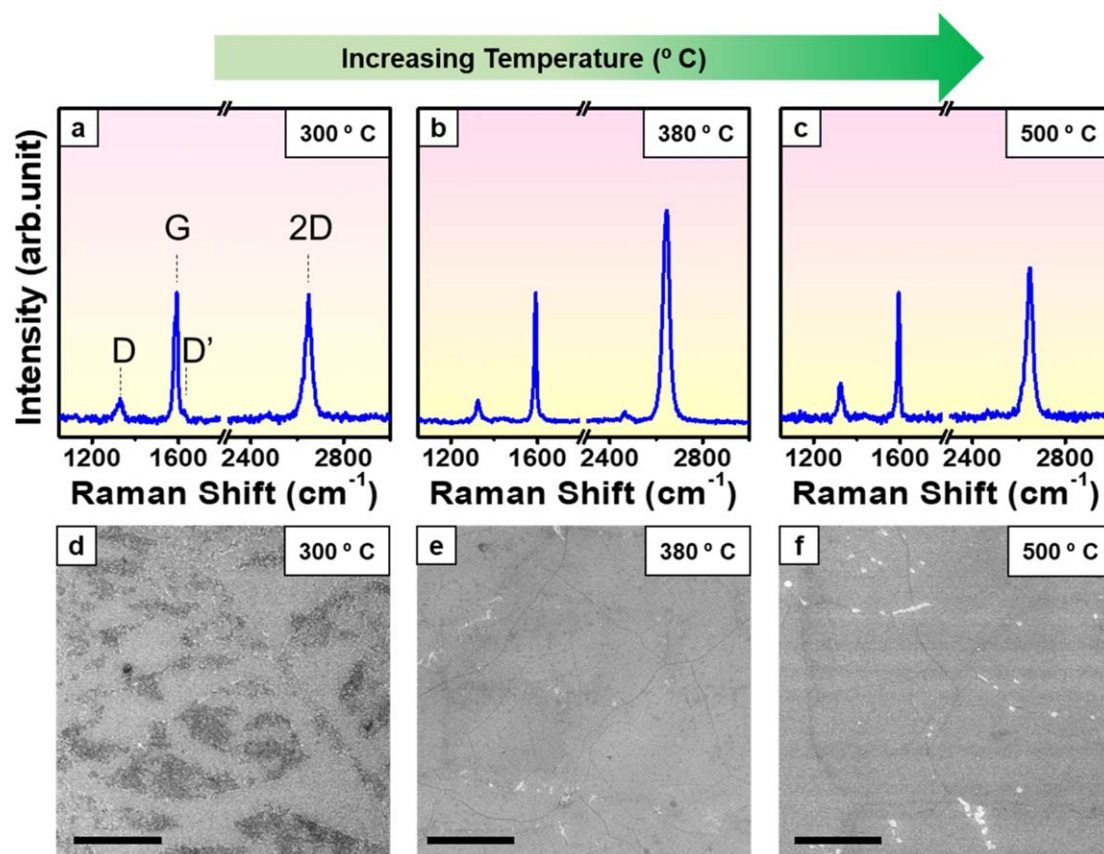 Increasing Temperature (º C)
a
300 º C
b
380 º C
c
500 º C
Intensity (arb.unit)
D
G
D’
2D
1200 1600 2400 2800
1200 1600 2400 2800
1200 1600 2400 2800
Raman Shift (cm⁻¹)
Raman Shift (cm⁻¹)
Raman Shift (cm⁻¹)
d
300 º C
e
380 º C
f
500 º C